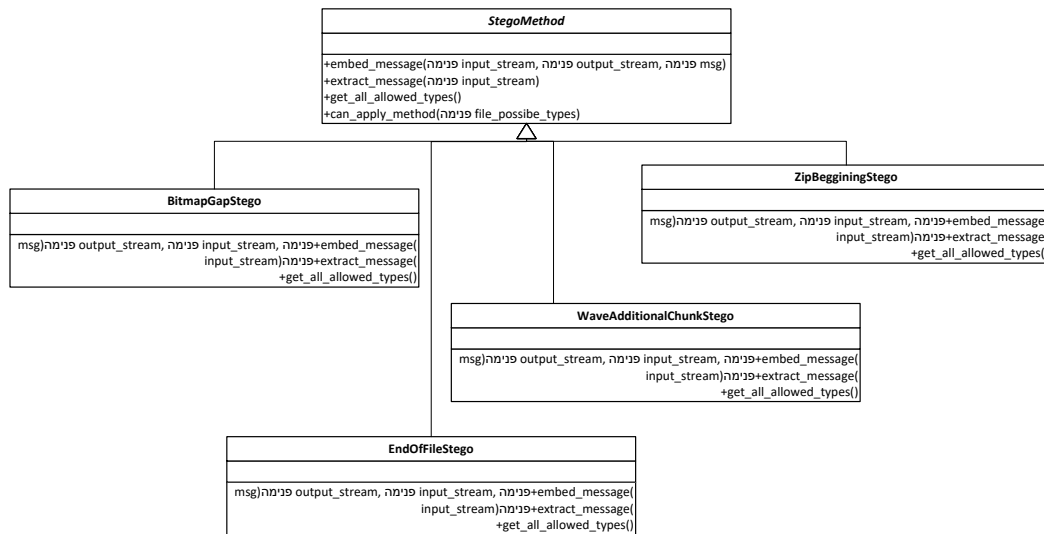 StegoMethod
+embed_message(פנימה input_stream, פנימה output_stream, פנימה msg)
+extract_message(פנימה input_stream)
+get_all_allowed_types()
+can_apply_method(פנימה file_possibe_types)
BitmapGapStego
msg)פנימה output_stream, פנימה input_stream, פנימה+embed_message(
input_stream)פנימה+extract_message(
+get_all_allowed_types()
ZipBegginingStego
msg)פנימה output_stream, פנימה input_stream, פנימה+embed_message
input_stream)פנימה+extract_message
+get_all_allowed_types(
WaveAdditionalChunkStego
msg)פנימה output_stream, פנימה input_stream, פנימה+embed_message(
input_stream)פנימה+extract_message(
+get_all_allowed_types()
EndOfFileStego
msg)פנימה output_stream, פנימה input_stream, פנימה+embed_message(
input_stream)פנימה+extract_message(
+get_all_allowed_types()